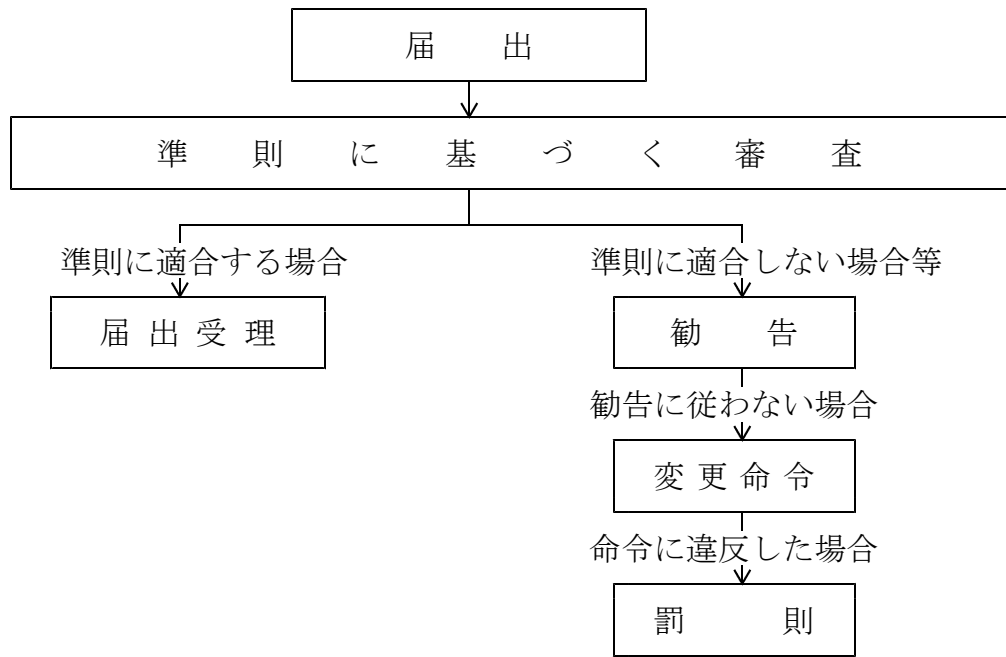 届出
準則に基づく審査
準則に適合する場合
準則に適合しない場合等
届出受理
勧告
勧告に従わない場合
変更命令
命令に違反した場合
罰則